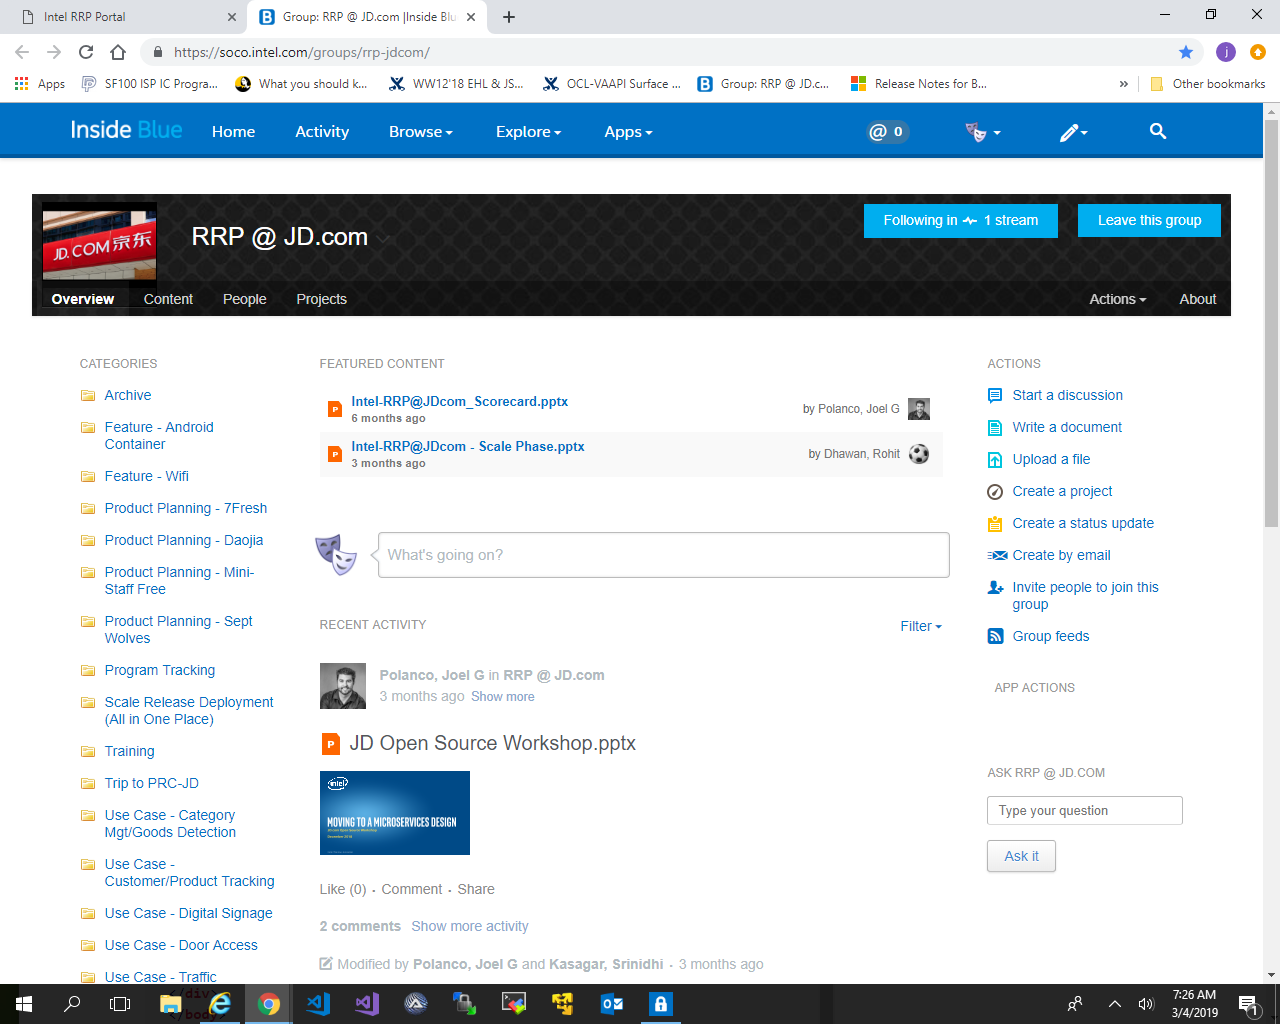 Intel RRP Portal
Group: RRP @ JD.com |Inside Blu
https://soco.intel.com/groups/rrp-jdcom/
j
Apps
SF100 ISP IC Progra...
What you should k...
WW12'18 EHL & JS...
OCL-VAAPI Surface ...
Group: RRP @ JD.c...
Release Notes for B...
»
Other bookmarks
Inside Blue
Home
Activity
Browse
Explore
Apps
@ 0
JD.COM 京东
RRP @ JD.com
Following in 1 stream
Leave this group
Overview
Content
People
Projects
Actions
About
CATEGORIES
Archive
Feature - Android
Container
Feature - Wifi
Product Planning - 7Fresh
Product Planning - Daojia
Product Planning - Mini-
Staff Free
Product Planning - Sept
Wolves
Program Tracking
Scale Release Deployment
(All in One Place)
Training
Trip to PRC-JD
Use Case - Category
Mgt/Goods Detection
Use Case -
Customer/Product Tracking
Use Case - Digital Signage
Use Case - Door Access
Use Case - Traffic
FEATURED CONTENT
Intel-RRP@JDcom_Scorecard.pptx
6 months ago
by Polanco, Joel G
Intel-RRP@JDcom - Scale Phase.pptx
3 months ago
by Dhawan, Rohit
What's going on?
RECENT ACTIVITY
Filter
Polanco, Joel G in RRP @ JD.com
3 months ago Show more
JD Open Source Workshop.pptx
intel
MOVING TO A MICROSERVICES DESIGN
JD.com Open Source Workshop
December 2018
Like (0) · Comment · Share
2 comments Show more activity
Modified by Polanco, Joel G and Kasagar, Srinidhi · 3 months ago
ACTIONS
Start a discussion
Write a document
Upload a file
Create a project
Create a status update
Create by email
Invite people to join this
group
Group feeds
APP ACTIONS
ASK RRP @ JD.COM
Type your question
Ask it
</div>
</body>
7:26 AM
3/4/2019
1